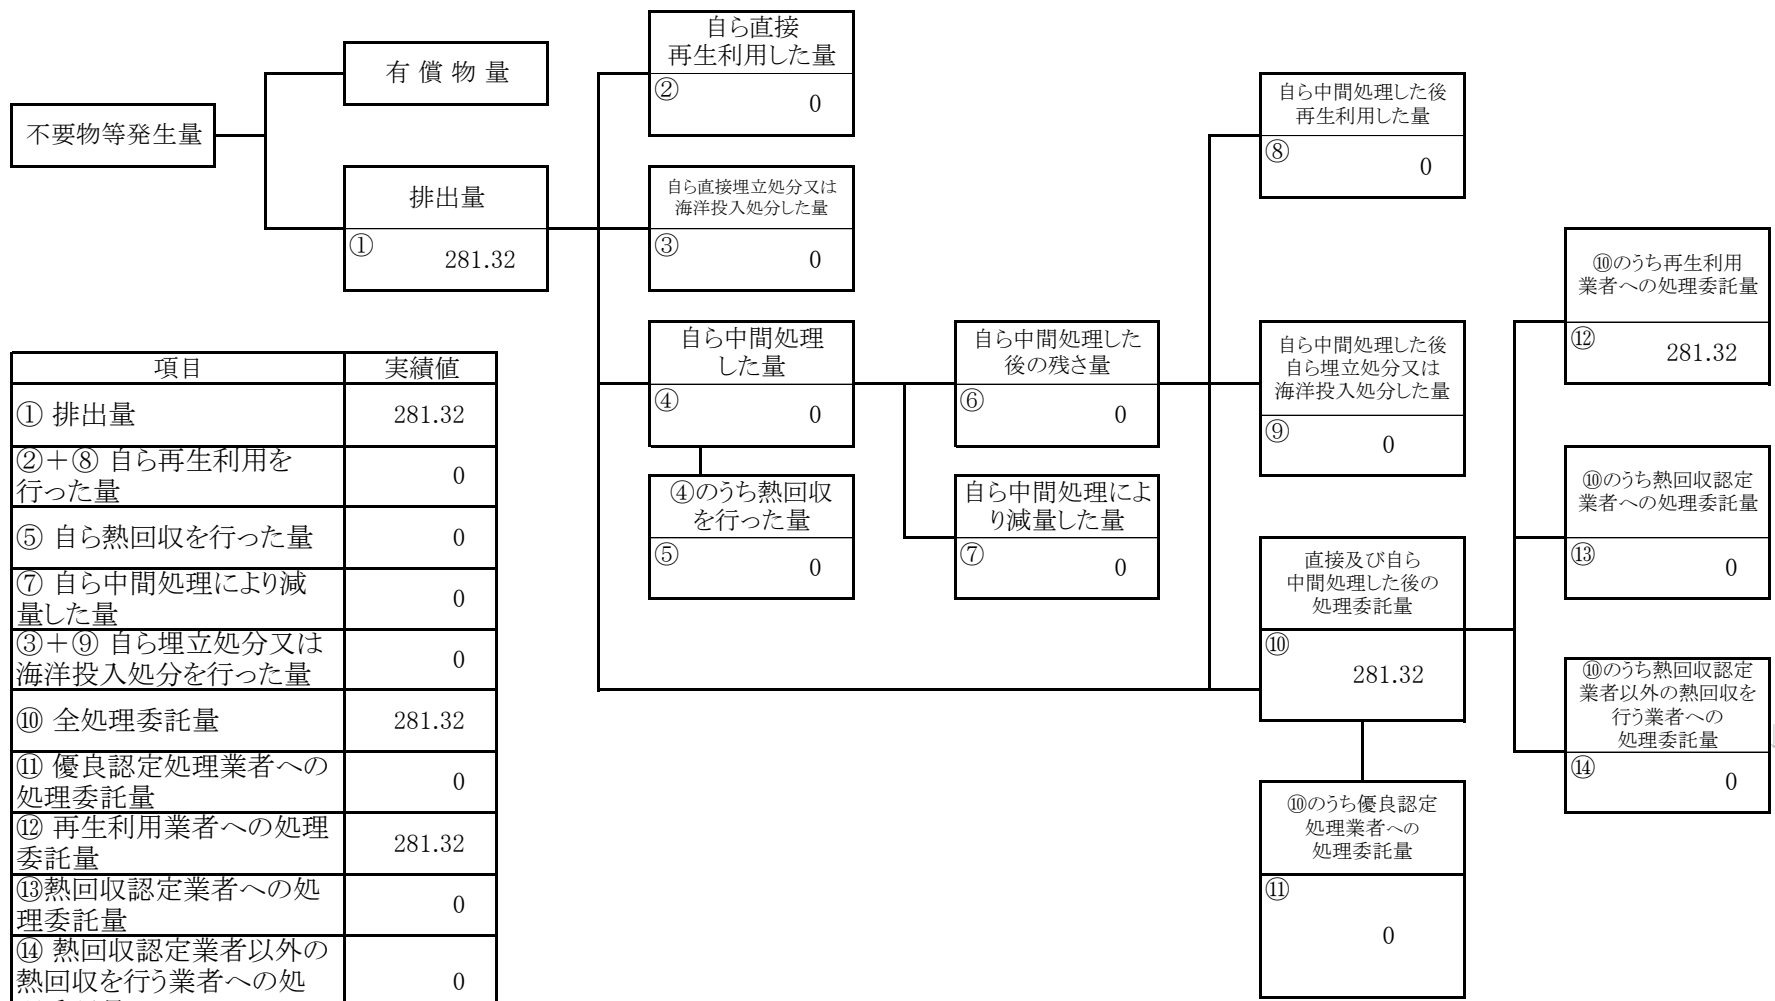 不要物等発生量
有 償 物 量
排出量
①
281.32
自ら直接
再生利用した量
②
0
自ら直接埋立処分又は
海洋投入処分した量
③
0
自ら中間処理
した量
④
0
④のうち熱回収
を行った量
⑤
0
自ら中間処理した
後の残さ量
⑥
0
自ら中間処理によ
り減量した量
⑦
0
自ら中間処理した後
再生利用した量
⑧
0
自ら中間処理した後
自ら埋立処分又は
海洋投入処分した量
⑨
0
直接及び自ら
中間処理した後の
処理委託量
⑩
281.32
⑩のうち優良認定
処理業者への
処理委託量
⑪
0
⑩のうち再生利用
業者への処理委託量
⑫
281.32
⑩のうち熱回収認定
業者への処理委託量
⑬
0
⑩のうち熱回収認定
業者以外の熱回収を
行う業者への
処理委託量
⑭
0
項目 実績値
① 排出量 281.32
②＋⑧ 自ら再生利用を
行った量 0
⑤ 自ら熱回収を行った量 0
⑦ 自ら中間処理により減
量した量 0
③＋⑨ 自ら埋立処分又は
海洋投入処分を行った量 0
⑩ 全処理委託量 281.32
⑪ 優良認定処理業者への
処理委託量 0
⑫ 再生利用業者への処理
委託量 281.32
⑬熱回収認定業者への処
理委託量 0
⑭ 熱回収認定業者以外の
熱回収を行う業者への処 0